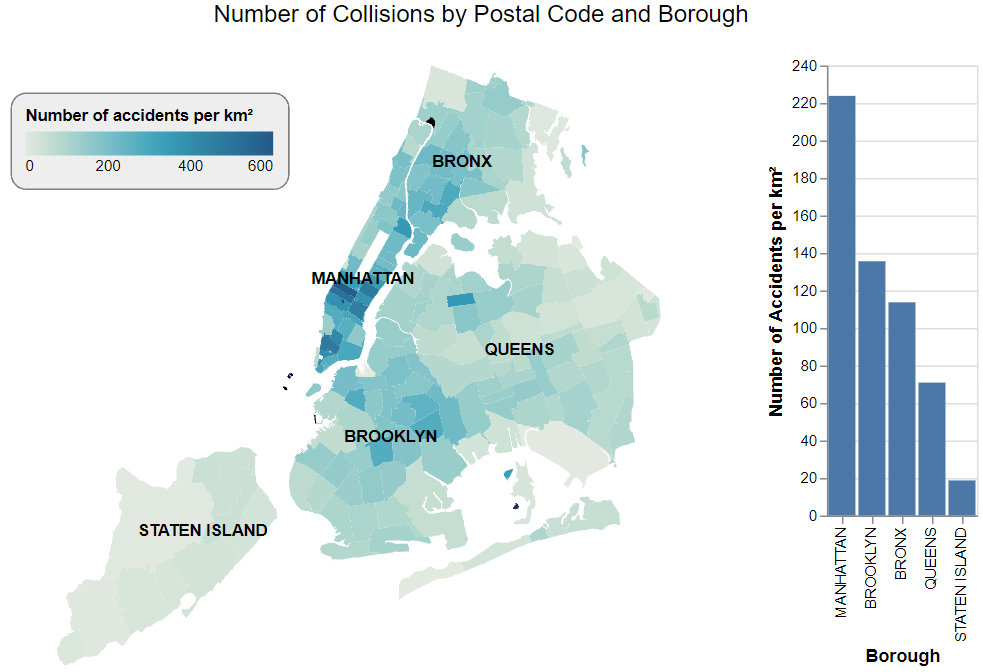 Number of Collisions by Postal Code and Borough
Number of accidents per km²
0 200 400 600
BRONX
MANHATTAN
QUEENS
BROOKLYN
STATEN ISLAND
240
220
200
180
160
140
120
100
80
60
40
20
0
Number of Accidents per km²
MANHATTAN
BROOKLYN
BRONX
QUEENS
STATEN ISLAND
Borough